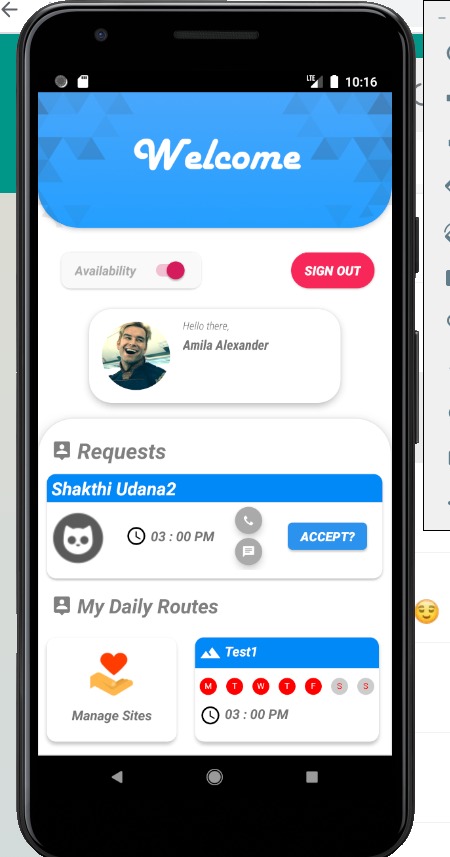 LTE 10:16
Welcome
Availability
SIGN OUT
Hello there,
Amila Alexander
Requests
Shakthi Udana2
03 : 00 PM
ACCEPT?
My Daily Routes
Manage Sites
Test1
M T W T F S S
03 : 00 PM